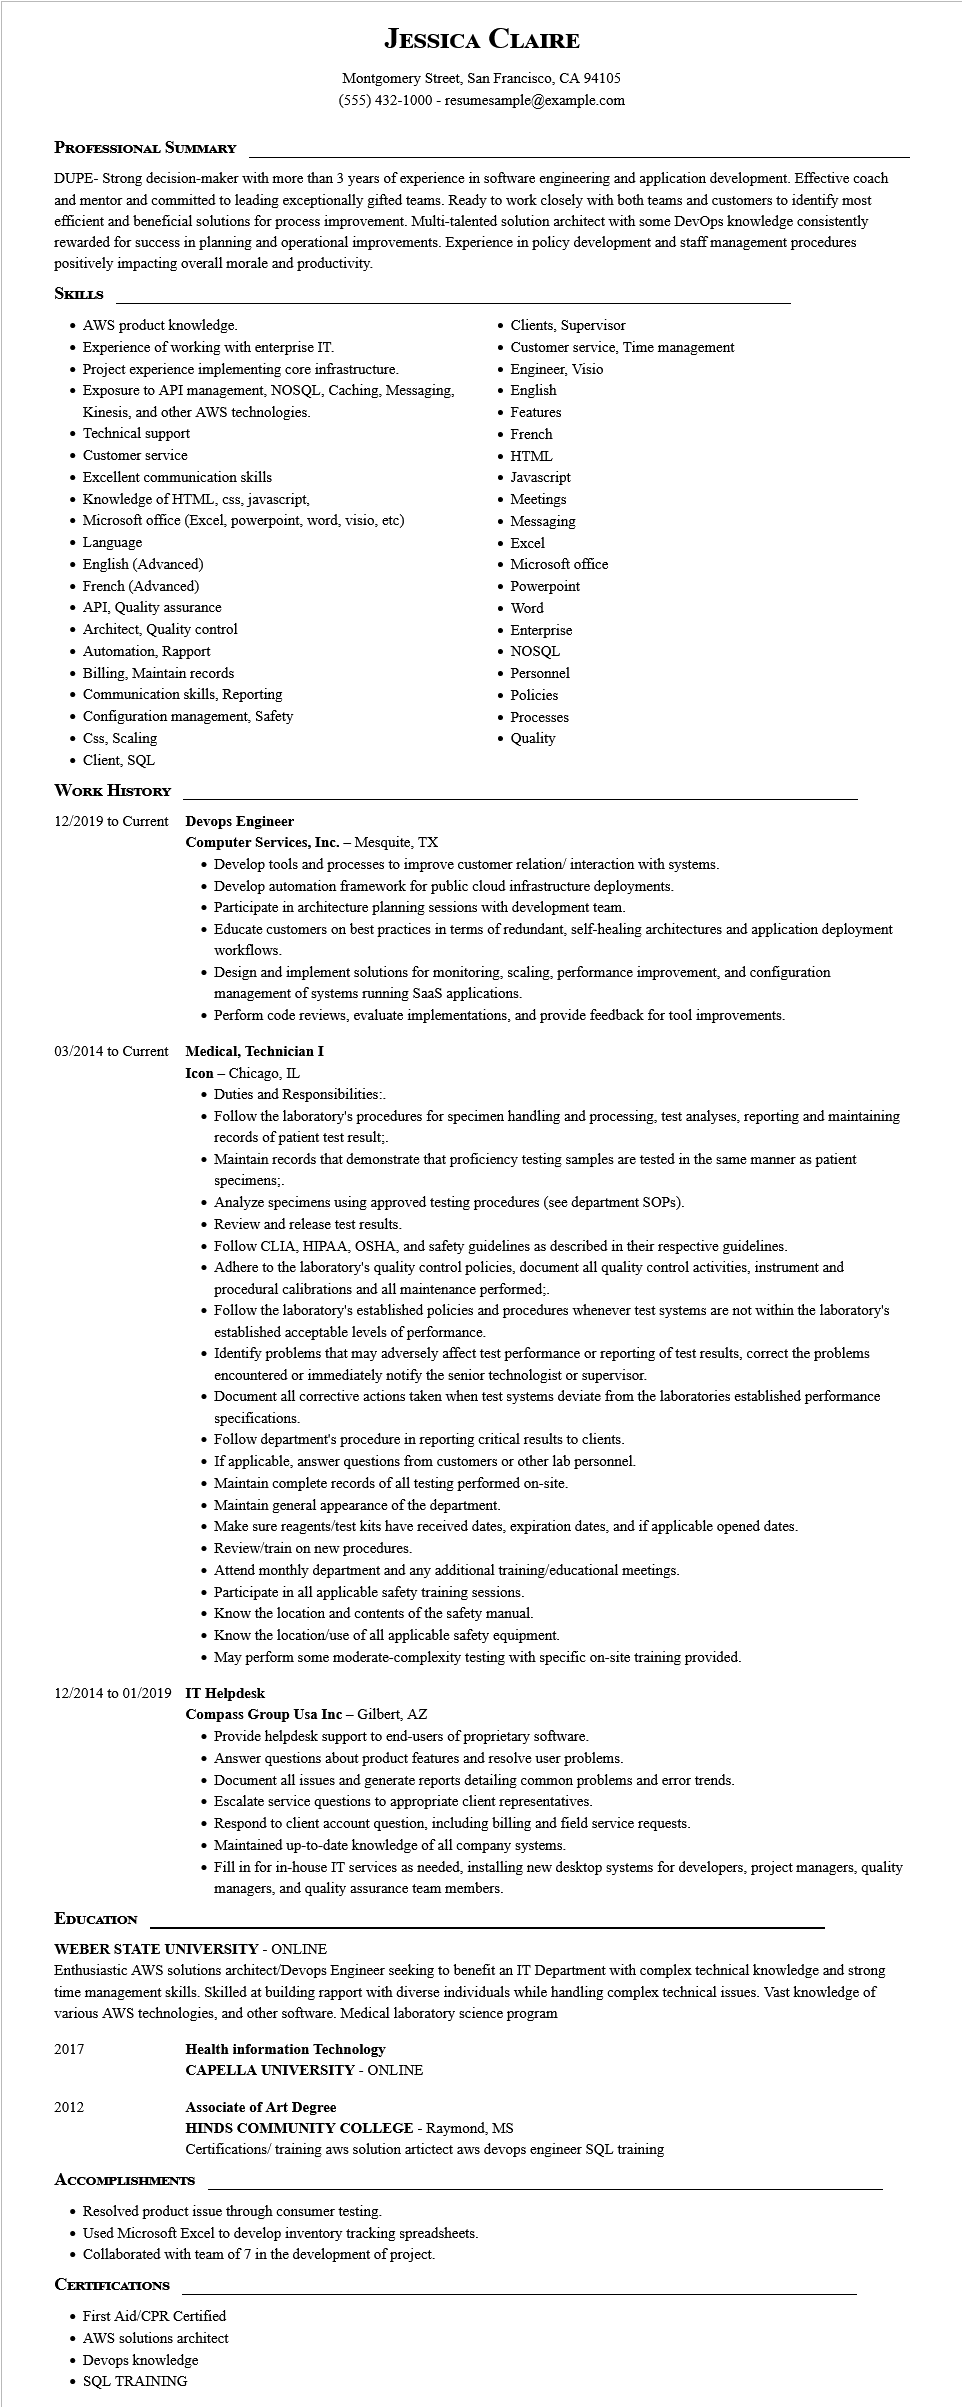 Jessica Claire
Montgomery Street, San Francisco, CA 94105
(555) 432-1000 - resumesample@example.com
Professional Summary
DUPE- Strong decision-maker with more than 3 years of experience in software engineering and application development. Effective coach
and mentor and committed to leading exceptionally gifted teams. Ready to work closely with both teams and customers to identify most
efficient and beneficial solutions for process improvement. Multi-talented solution architect with some DevOps knowledge consistently
rewarded for success in planning and operational improvements. Experience in policy development and staff management procedures
positively impacting overall morale and productivity.
Skills
• AWS product knowledge.
• Experience of working with enterprise IT.
• Project experience implementing core infrastructure.
• Exposure to API management, NOSQL, Caching, Messaging,
Kinesis, and other AWS technologies.
• Technical support
• Customer service
• Excellent communication skills
• Knowledge of HTML, css, javascript,
• Microsoft office (Excel, powerpoint, word, visio, etc)
• Language
• English (Advanced)
• French (Advanced)
• API, Quality assurance
• Architect, Quality control
• Automation, Rapport
• Billing, Maintain records
• Communication skills, Reporting
• Configuration management, Safety
• Css, Scaling
• Client, SQL
• Clients, Supervisor
• Customer service, Time management
• Engineer, Visio
• English
• Features
• French
• HTML
• Javascript
• Meetings
• Messaging
• Excel
• Microsoft office
• Powerpoint
• Word
• Enterprise
• NOSQL
• Personnel
• Policies
• Processes
• Quality
Work History
12/2019 to Current Devops Engineer
Computer Services, Inc. – Mesquite, TX
• Develop tools and processes to improve customer relation/ interaction with systems.
• Develop automation framework for public cloud infrastructure deployments.
• Participate in architecture planning sessions with development team.
• Educate customers on best practices in terms of redundant, self-healing architectures and application deployment
workflows.
• Design and implement solutions for monitoring, scaling, performance improvement, and configuration
management of systems running SaaS applications.
• Perform code reviews, evaluate implementations, and provide feedback for tool improvements.
03/2014 to Current Medical, Technician I
Icon – Chicago, IL
• Duties and Responsibilities:.
• Follow the laboratory's procedures for specimen handling and processing, test analyses, reporting and maintaining
records of patient test result;.
• Maintain records that demonstrate that proficiency testing samples are tested in the same manner as patient
specimens;.
• Analyze specimens using approved testing procedures (see department SOPs).
• Review and release test results.
• Follow CLIA, HIPAA, OSHA, and safety guidelines as described in their respective guidelines.
• Adhere to the laboratory's quality control policies, document all quality control activities, instrument and
procedural calibrations and all maintenance performed;.
• Follow the laboratory's established policies and procedures whenever test systems are not within the laboratory's
established acceptable levels of performance.
• Identify problems that may adversely affect test performance or reporting of test results, correct the problems
encountered or immediately notify the senior technologist or supervisor.
• Document all corrective actions taken when test systems deviate from the laboratories established performance
specifications.
• Follow department's procedure in reporting critical results to clients.
• If applicable, answer questions from customers or other lab personnel.
• Maintain complete records of all testing performed on-site.
• Maintain general appearance of the department.
• Make sure reagents/test kits have received dates, expiration dates, and if applicable opened dates.
• Review/train on new procedures.
• Attend monthly department and any additional training/educational meetings.
• Participate in all applicable safety training sessions.
• Know the location and contents of the safety manual.
• Know the location/use of all applicable safety equipment.
• May perform some moderate-complexity testing with specific on-site training provided.
12/2014 to 01/2019 IT Helpdesk
Compass Group Usa Inc – Gilbert, AZ
• Provide helpdesk support to end-users of proprietary software.
• Answer questions about product features and resolve user problems.
• Document all issues and generate reports detailing common problems and error trends.
• Escalate service questions to appropriate client representatives.
• Respond to client account question, including billing and field service requests.
• Maintained up-to-date knowledge of all company systems.
• Fill in for in-house IT services as needed, installing new desktop systems for developers, project managers, quality
managers, and quality assurance team members.
Education
WEBER STATE UNIVERSITY - ONLINE
Enthusiastic AWS solutions architect/Devops Engineer seeking to benefit an IT Department with complex technical knowledge and strong
time management skills. Skilled at building rapport with diverse individuals while handling complex technical issues. Vast knowledge of
various AWS technologies, and other software. Medical laboratory science program
2017 Health information Technology
CAPELLA UNIVERSITY - ONLINE
2012 Associate of Art Degree
HINDS COMMUNITY COLLEGE - Raymond, MS
Certifications/ training aws solution artictect aws devops engineer SQL training
Accomplishments
• Resolved product issue through consumer testing.
• Used Microsoft Excel to develop inventory tracking spreadsheets.
• Collaborated with team of 7 in the development of project.
Certifications
• First Aid/CPR Certified
• AWS solutions architect
• Devops knowledge
• SQL TRAINING